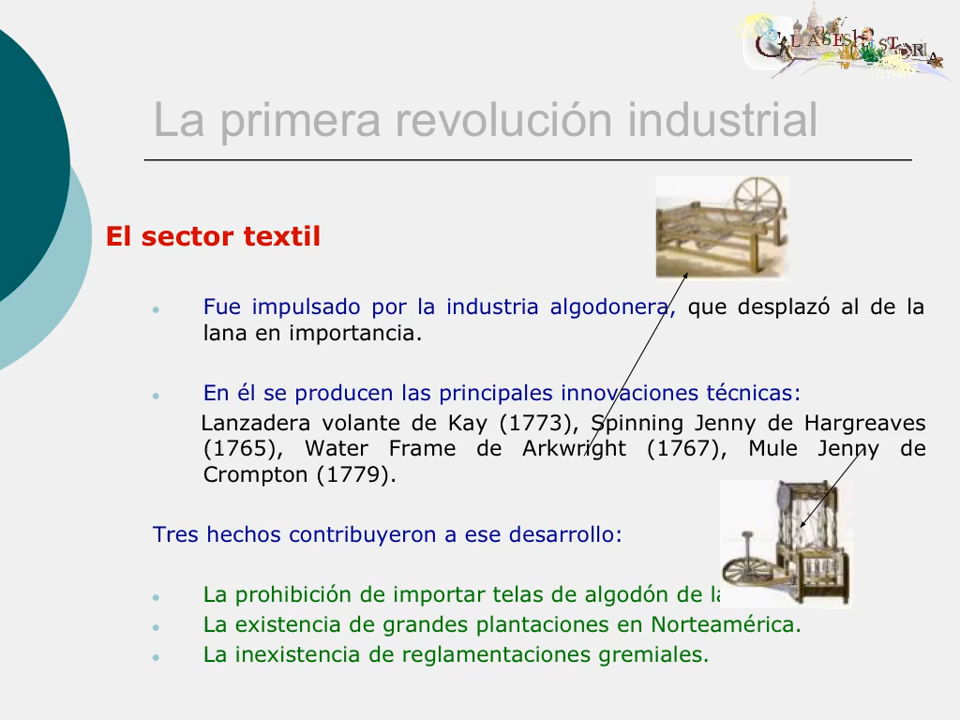 La primera revolución industrial
El sector textil
Fue impulsado por la industria algodonera, que desplazó al de la
lana en importancia.
En él se producen las principales innovaciones técnicas:
Lanzadera volante de Kay (1773), Spinning Jenny de Hargreaves
(1765), Water Frame de Arkwright (1767), Mule Jenny de
Crompton (1779).
Tres hechos contribuyeron a ese desarrollo:
La prohibición de importar telas de algodón de
La existencia de grandes plantaciones en Norteamérica.
La inexistencia de reglamentaciones gremiales.